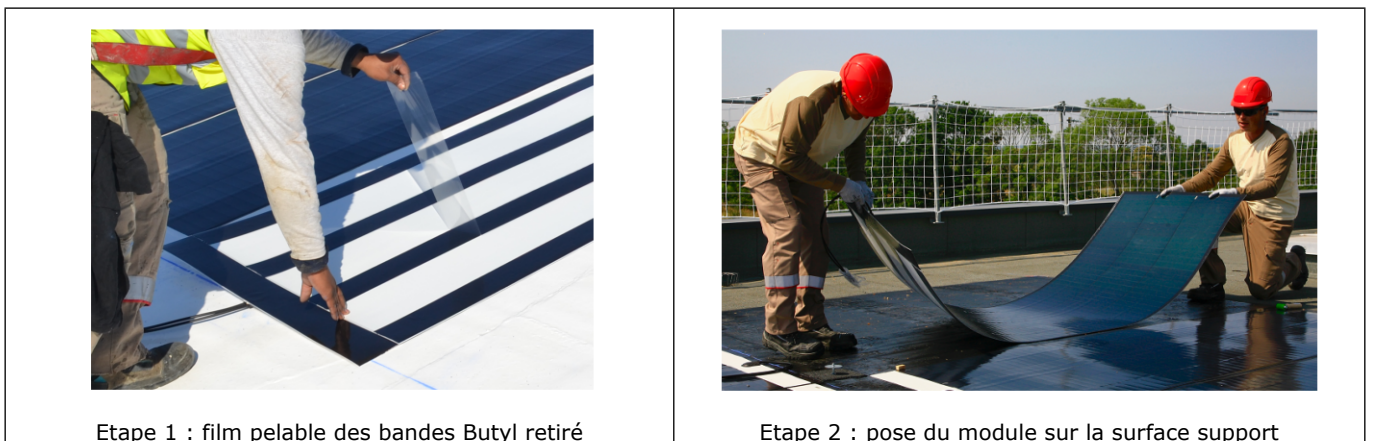 Etape 1 : film pelable des bandes Butyl retiré
Etape 2 : pose du module sur la surface support